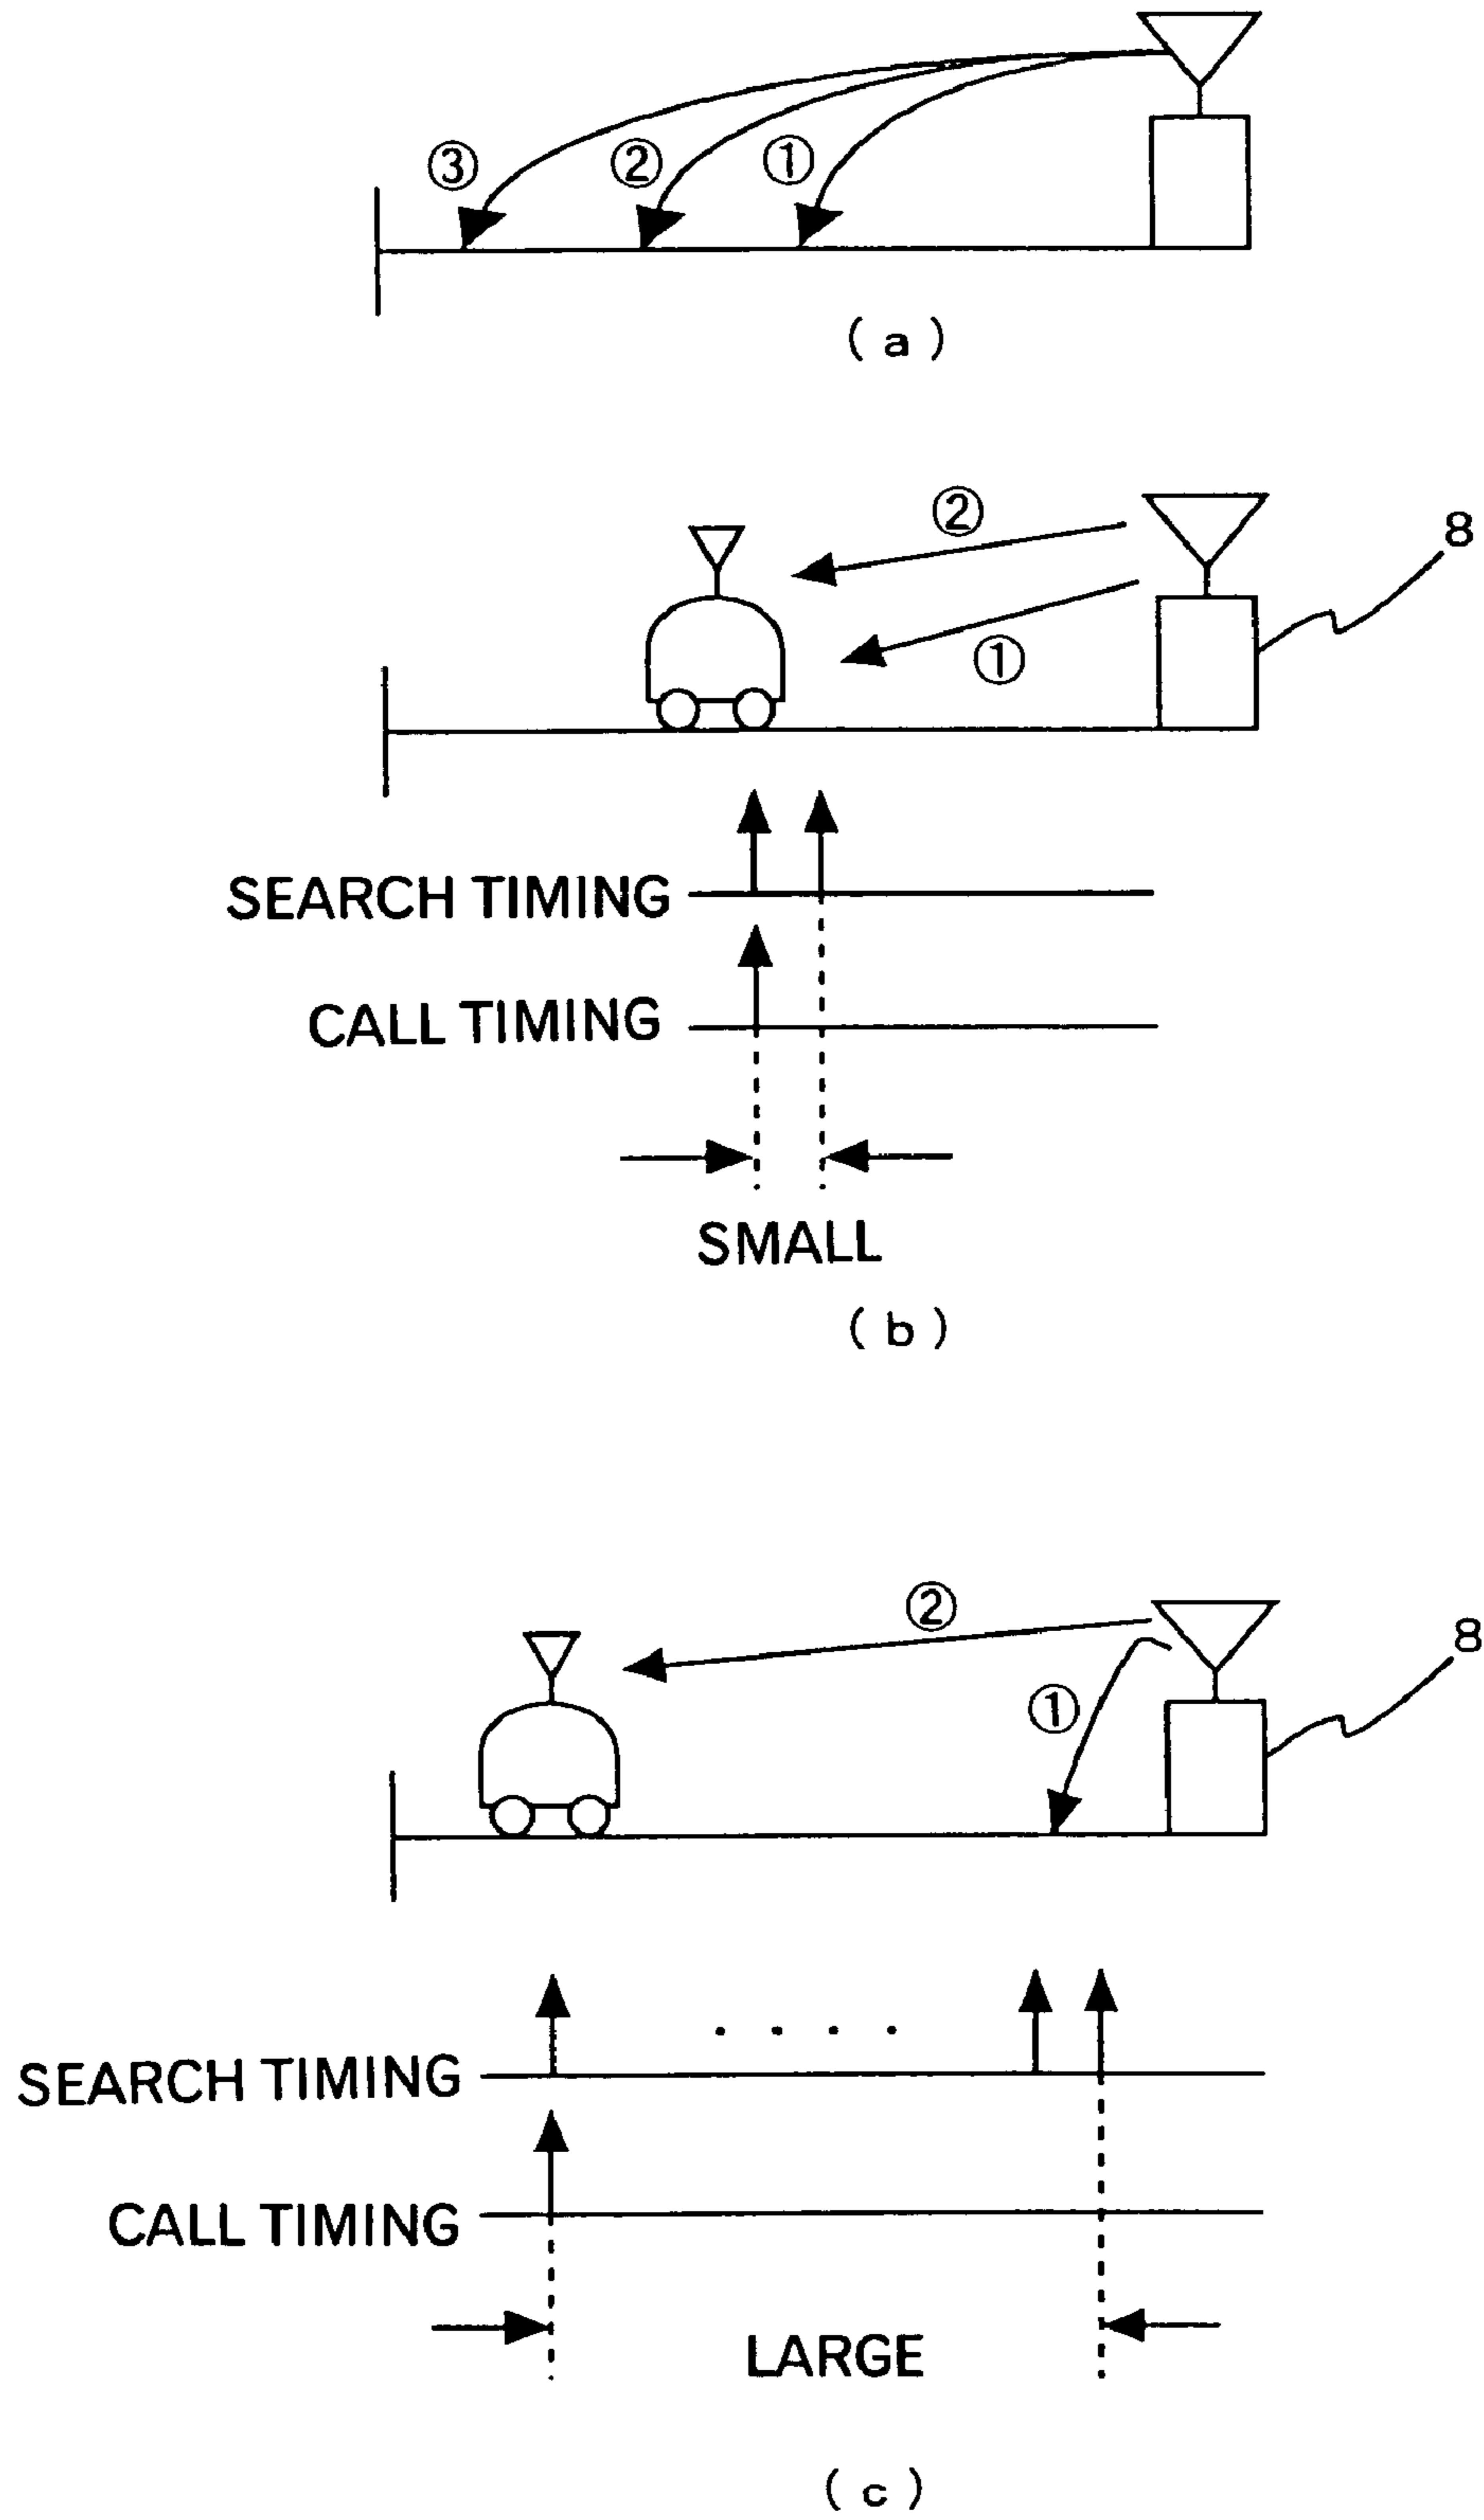 ③ ② ①
(a)
②
8
①
SEARCH TIMING
CALL TIMING
SMALL
(b)
②
8
①
SEARCH TIMING
CALL TIMING
LARGE
(c)